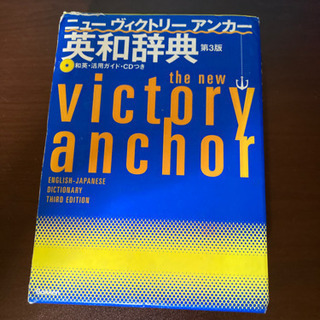 ニュー ヴィクトリー アンカー
英和辞典 第3版
和英・活用ガイド・CDつき
the new
victory
anchor
ENGLISH-JAPANESE
DICTIONARY
THIRD EDITION